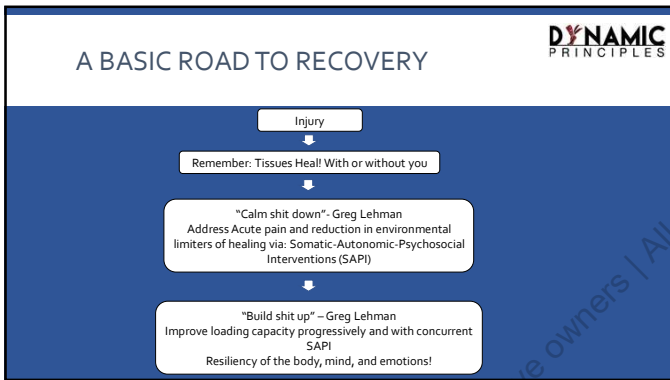 A BASIC ROAD TO RECOVERY
DYNAMIC
PRINCIPLES
Injury
Remember: Tissues Heal! With or without you
"Calm shit down"- Greg Lehman
Address Acute pain and reduction in environmental
limiters of healing via: Somatic-Autonomic-Psychosocial
Interventions (SAPI)
"Build shit up" – Greg Lehman
Improve loading capacity progressively and with concurrent
SAPI
Resiliency of the body, mind, and emotions!
owners |